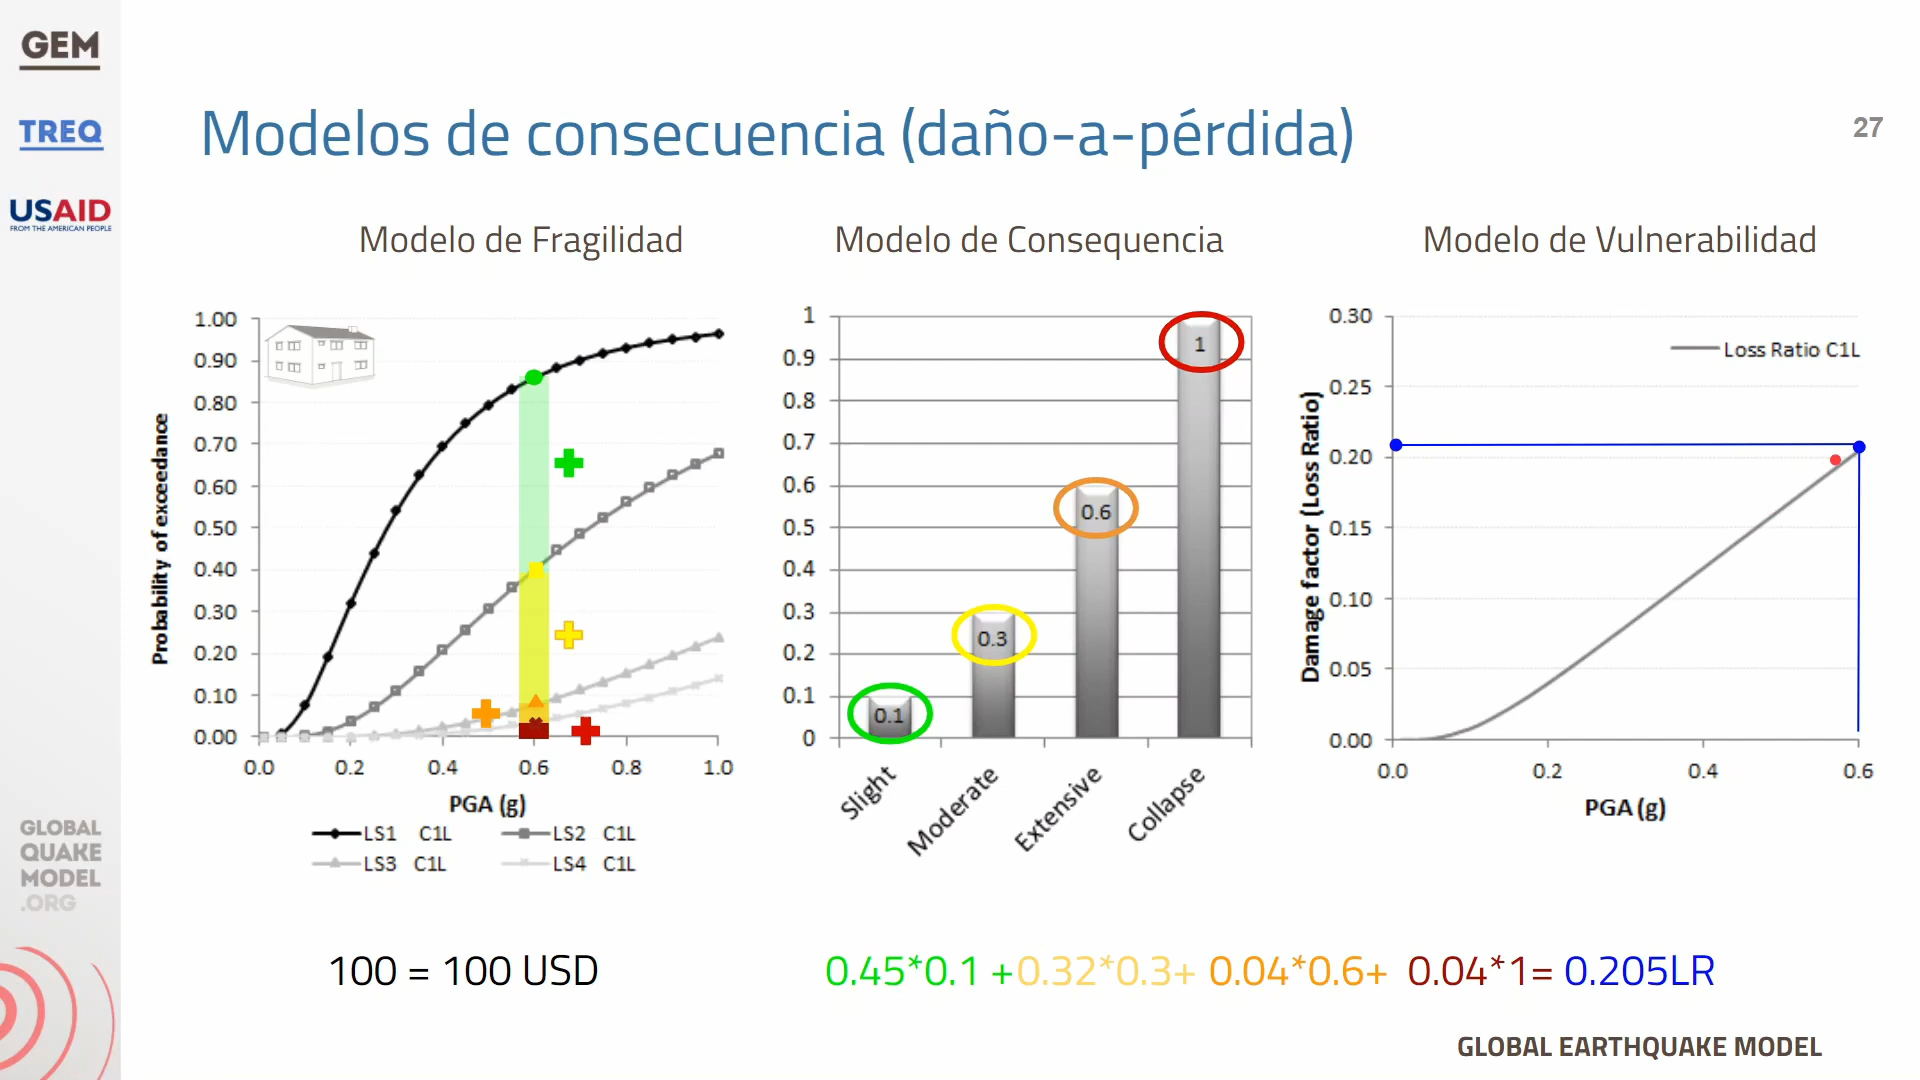 GEM
TREQ
USAID
FROM THE AMERICAN PEOPLE
GLOBAL
QUAKE
MODEL
.ORG
Modelos de consecuencia (daño-a-pérdida)
27
Modelo de Fragilidad
Probability of exceedance
1.00
0.90
0.80
0.70
0.60
0.50
0.40
0.30
0.20
0.10
0.00
0.0 0.2 0.4 0.6 0.8 1.0
PGA (g)
LS1 C1L LS2 C1L
LS3 C1L LS4 C1L
Modelo de Consequencia
1
0.9
0.8
0.7
0.6
0.5
0.4
0.3
0.2
0.1
0
0.1
0.3
0.6
1
Slight
Moderate
Extensive
Collapse
Modelo de Vulnerabilidad
Damage factor (Loss Ratio)
0.30
0.25
0.20
0.15
0.10
0.05
0.00
Loss Ratio C1L
0.0 0.2 0.4 0.6
PGA (g)
100 = 100 USD
0.45*0.1 +0.32*0.3+ 0.04*0.6+ 0.04*1= 0.205LR
GLOBAL EARTHQUAKE MODEL